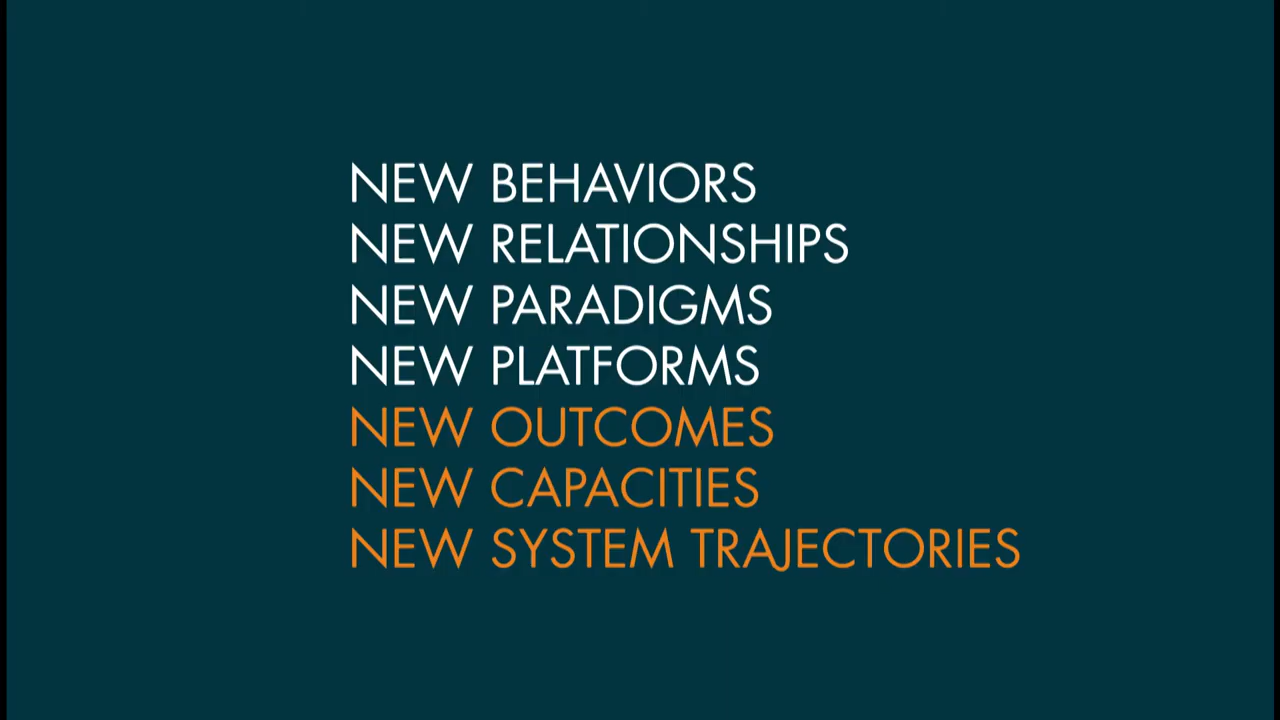 NEW BEHAVIORS
NEW RELATIONSHIPS
NEW PARADIGMS
NEW PLATFORMS
NEW OUTCOMES
NEW CAPACITIES
NEW SYSTEM TRAJECTORIES